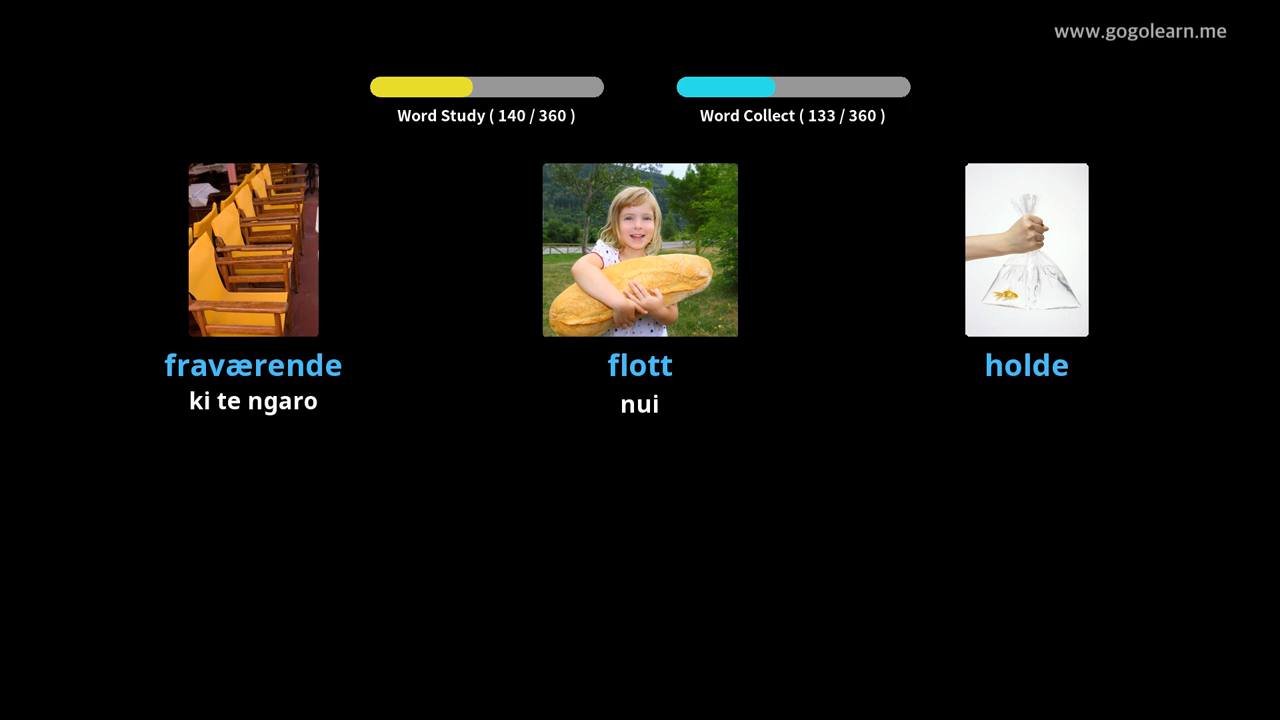 www.gogolearn.me
Word Study ( 140 / 360 )
Word Collect ( 133 / 360 )
fraværende
ki te ngaro
flott
nui
holde